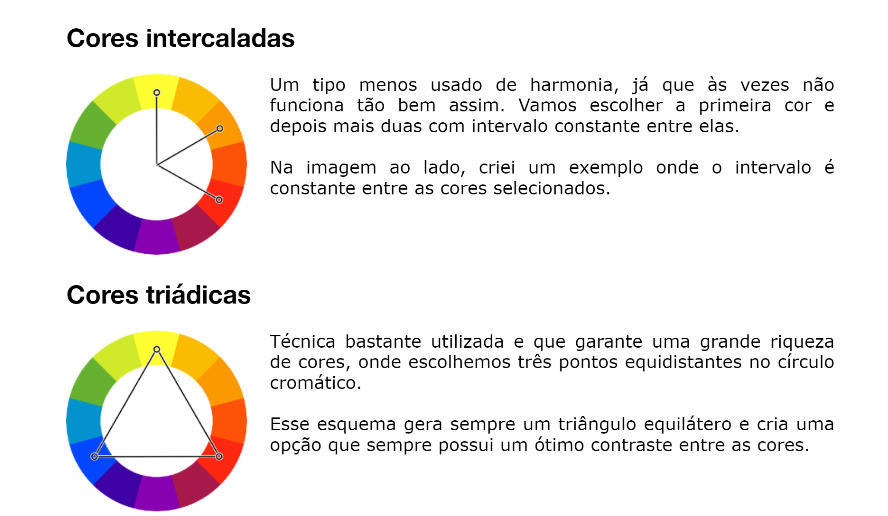 Cores intercaladas
Um tipo menos usado de harmonia, já que às vezes não
funciona tão bem assim. Vamos escolher a primeira cor e
depois mais duas com intervalo constante entre elas.
Na imagem ao lado, criei um exemplo onde o intervalo é
constante entre as cores selecionados.
Cores triádicas
Técnica bastante utilizada e que garante uma grande riqueza
de cores, onde escolhemos três pontos equidistantes no círculo
cromático.
Esse esquema gera sempre um triângulo equilátero e cria uma
opção que sempre possui um ótimo contraste entre as cores.